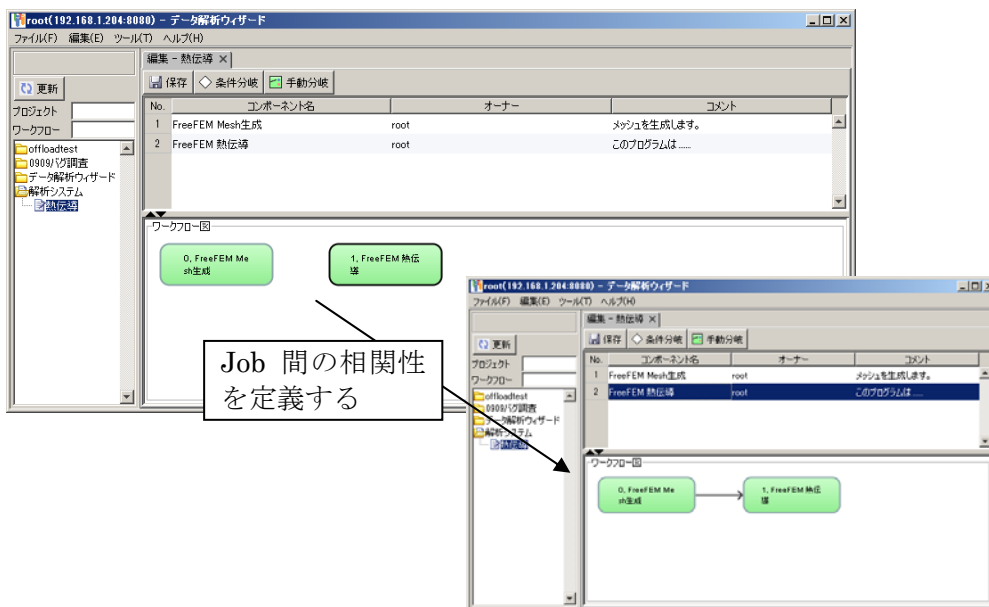 root(192.168.1.204:8080) - データ解析ウィザード
ファイル(F) 編集(E) ツール(T) ヘルプ(H)
編集 - 熱伝導 ×
更新
保存 条件分岐 手動分岐
プロジェクト
ワークフロー
No. コンポーネント名 オーナー コメント
1 FreeFEM Mesh生成 root メッシュを生成します。
2 FreeFEM 熱伝導 root このプログラムは.....
offloadtest
0909バグ調査
データ解析ウィザード
解析システム
熱伝導
ワークフロー図
0, FreeFEM Me
sh生成
1, FreeFEM 熱伝
導
Job 間の相関性
を定義する
root(192.168.1.204:8080) - データ解析ウィザード
ファイル(F) 編集(E) ツール(T) ヘルプ(H)
編集 - 熱伝導 ×
更新
保存 条件分岐 手動分岐
プロジェクト
ワークフロー
No. コンポーネント名 オーナー コメント
1 FreeFEM Mesh生成 root メッシュを生成します。
2 FreeFEM 熱伝導 root このプログラムは.....
offloadtest
0909バグ調査
データ解析ウィザード
解析システム
熱伝導
ワークフロー図
0, FreeFEM Me
sh生成
1, FreeFEM 熱伝
導